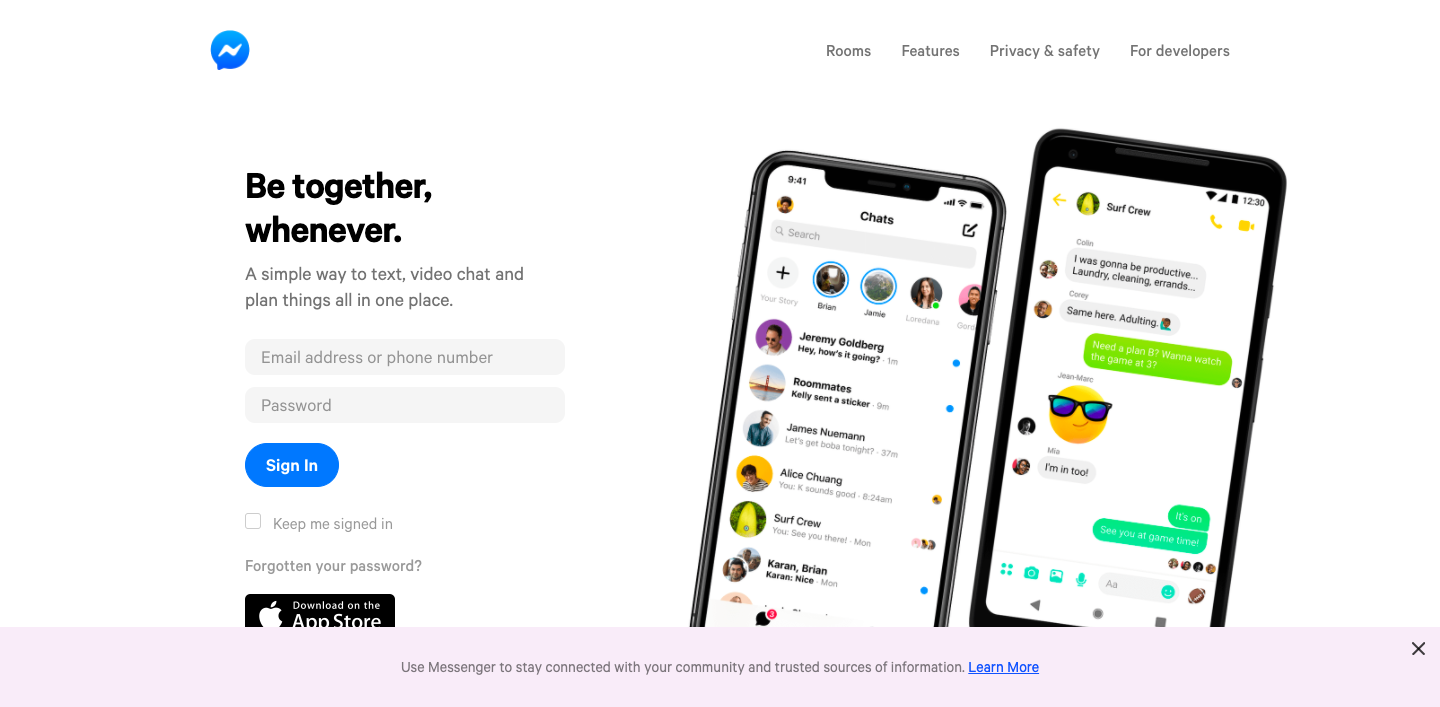 Rooms
Features
Privacy & safety
For developers
Be together,
whenever.
A simple way to text, video chat and
plan things all in one place.
Email address or phone number
Password
Sign In
Keep me signed in
Forgotten your password?
Download on the
App Store
9:41
Chats
Search
Your Story
Brian
Jamie
Loredana
Jeremy Goldberg
Hey, how's it going? · 1m
Roommates
Kelly sent a sticker · 9m
James Nuemann
Let's get boba tonight? · 37m
Alice Chuang
You: K sounds good · 8:24am
Surf Crew
You: See you there! · Mon
Karan, Brian
Karan: Nice · Mon
3
12:30
Surf Crew
Colin
I was gonna be productive...
Laundry, cleaning, errands...
Corey
Same here. Adulting.
Need a plan B? Wanna watch
the game at 3?
Jean-Marc
Mia
I'm in too!
It's on
See you at game time!
Aa
Use Messenger to stay connected with your community and trusted sources of information. Learn More